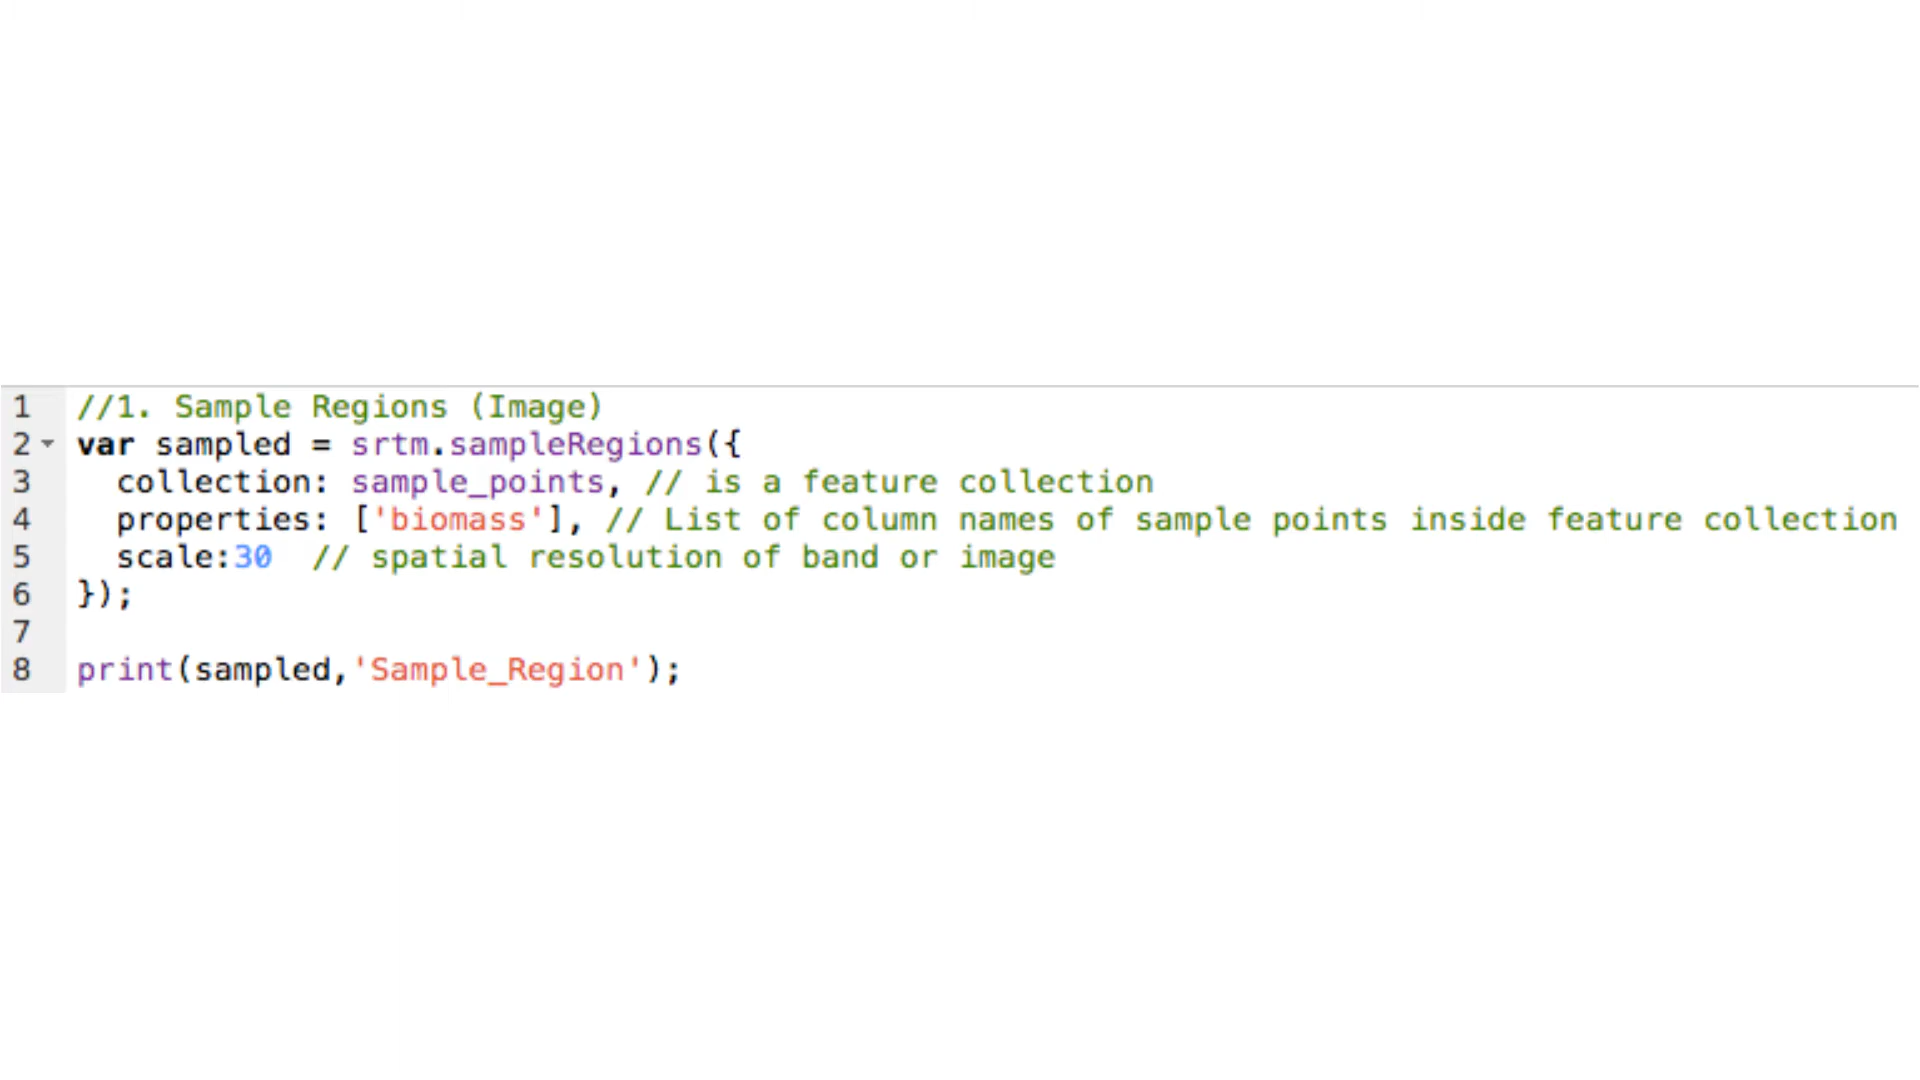 1 //1. Sample Regions (Image)
2 var sampled = srtm.sampleRegions({
3 collection: sample_points, // is a feature collection
4 properties: ['biomass'], // List of column names of sample points inside feature collection
5 scale:30 // spatial resolution of band or image
6 });
7
8 print(sampled,'Sample_Region');